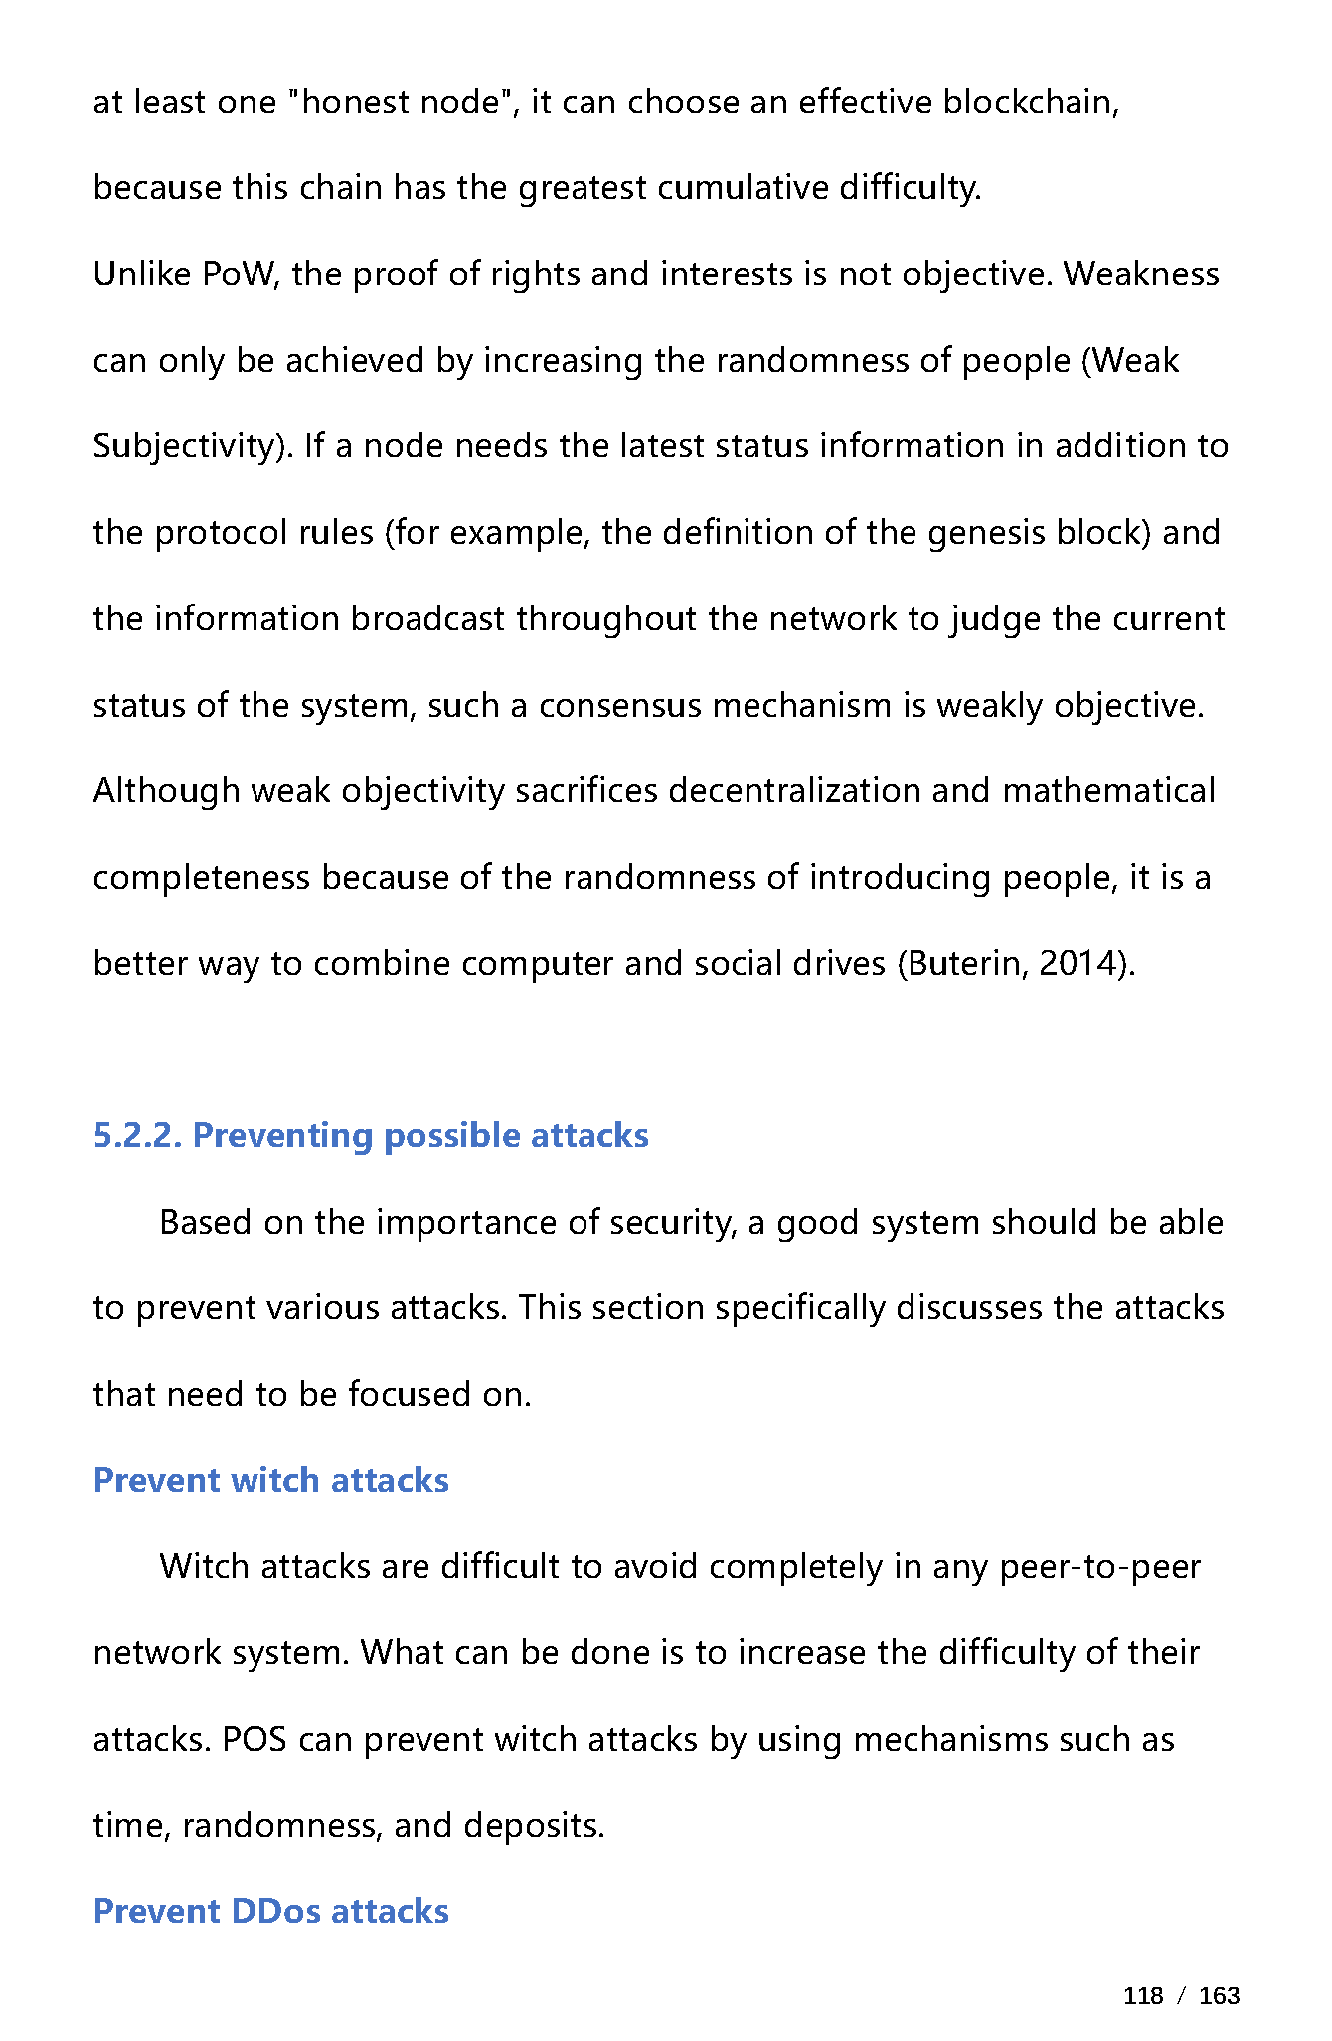 at least one "honest node", it can choose an effective blockchain,
because this chain has the greatest cumulative difficulty.
Unlike PoW, the proof of rights and interests is not objective. Weakness
can only be achieved by increasing the randomness of people (Weak
Subjectivity). If a node needs the latest status information in addition to
the protocol rules (for example, the definition of the genesis block) and
the information broadcast throughout the network to judge the current
status of the system, such a consensus mechanism is weakly objective.
Although weak objectivity sacrifices decentralization and mathematical
completeness because of the randomness of introducing people, it is a
better way to combine computer and social drives (Buterin, 2014).
5.2.2. Preventing possible attacks
Based on the importance of security, a good system should be able
to prevent various attacks. This section specifically discusses the attacks
that need to be focused on.
Prevent witch attacks
Witch attacks are difficult to avoid completely in any peer-to-peer
network system. What can be done is to increase the difficulty of their
attacks. POS can prevent witch attacks by using mechanisms such as
time, randomness, and deposits.
Prevent DDos attacks
118 / 163